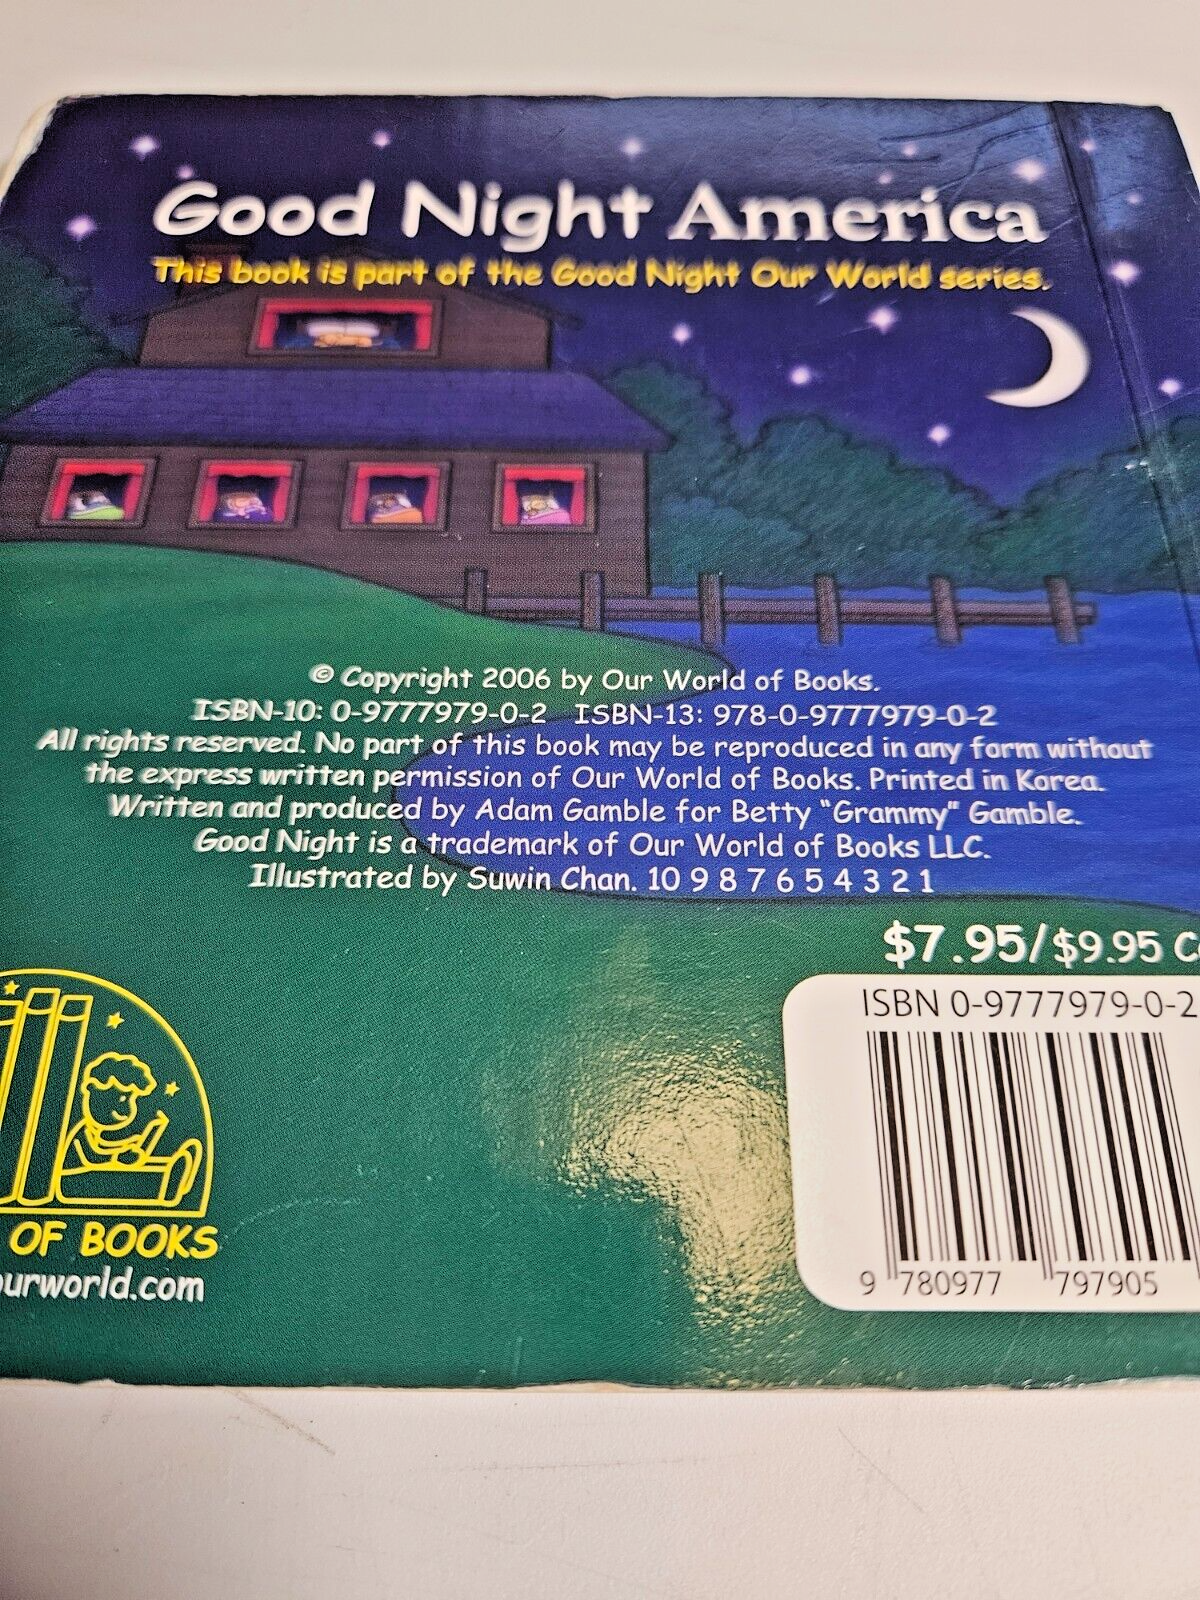 Good Night America
This book is part of the Good Night Our World series.
© Copyright 2006 by Our World of Books.
ISBN-10: 0-9777979-0-2 ISBN-13: 978-0-9777979-0-2
All rights reserved. No part of this book may be reproduced in any form without
the express written permission of Our World of Books. Printed in Korea.
Written and produced by Adam Gamble for Betty "Grammy" Gamble.
Good Night is a trademark of Our World of Books LLC.
Illustrated by Suwin Chan. 10 9 8 7 6 5 4 3 2 1
$7.95/$9.95 C
ISBN 0-9777979-0-2
9 780977 797905
OF BOOKS
ourworld.com